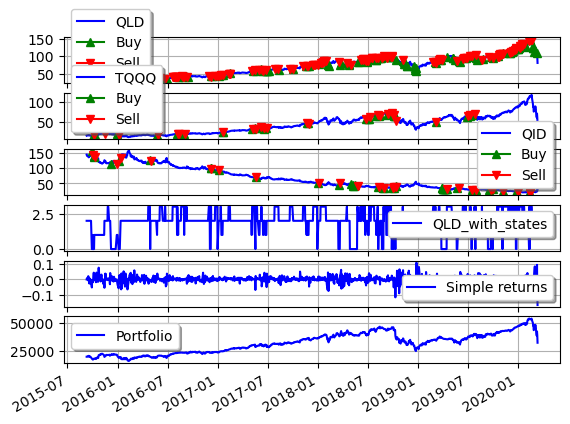 QLD
Buy
Sell
150
100
50
TQQQ
Buy
Sell
100
50
QID
Buy
Sell
150
100
50
QLD_with_states
2.5
0.0
Simple returns
0.1
0.0
−0.1
Portfolio
50000
25000
2015-07
2016-01
2016-07
2017-01
2017-07
2018-01
2018-07
2019-01
2019-07
2020-01